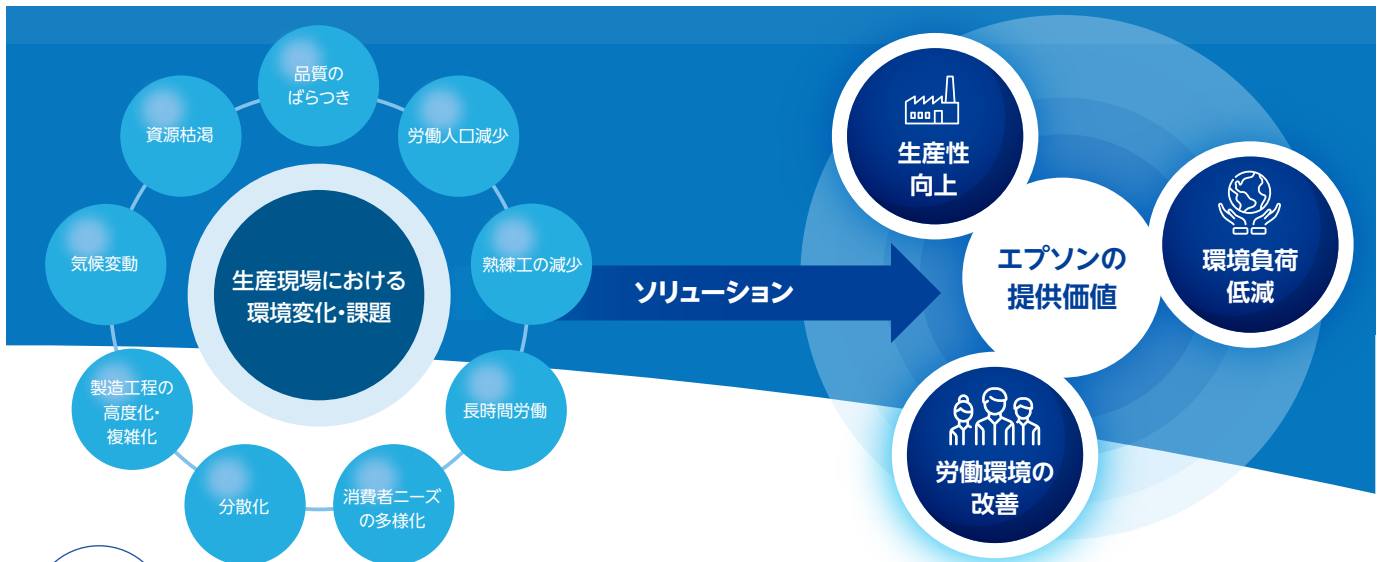 品質の
ばらつき
労働人口減少
熟練工の減少
長時間労働
消費者ニーズ
の多様化
分散化
製造工程の
高度化・
複雑化
気候変動
資源枯渇
生産現場における
環境変化・課題
ソリューション
エプソンの
提供価値
生産性
向上
環境負荷
低減
労働環境の
改善